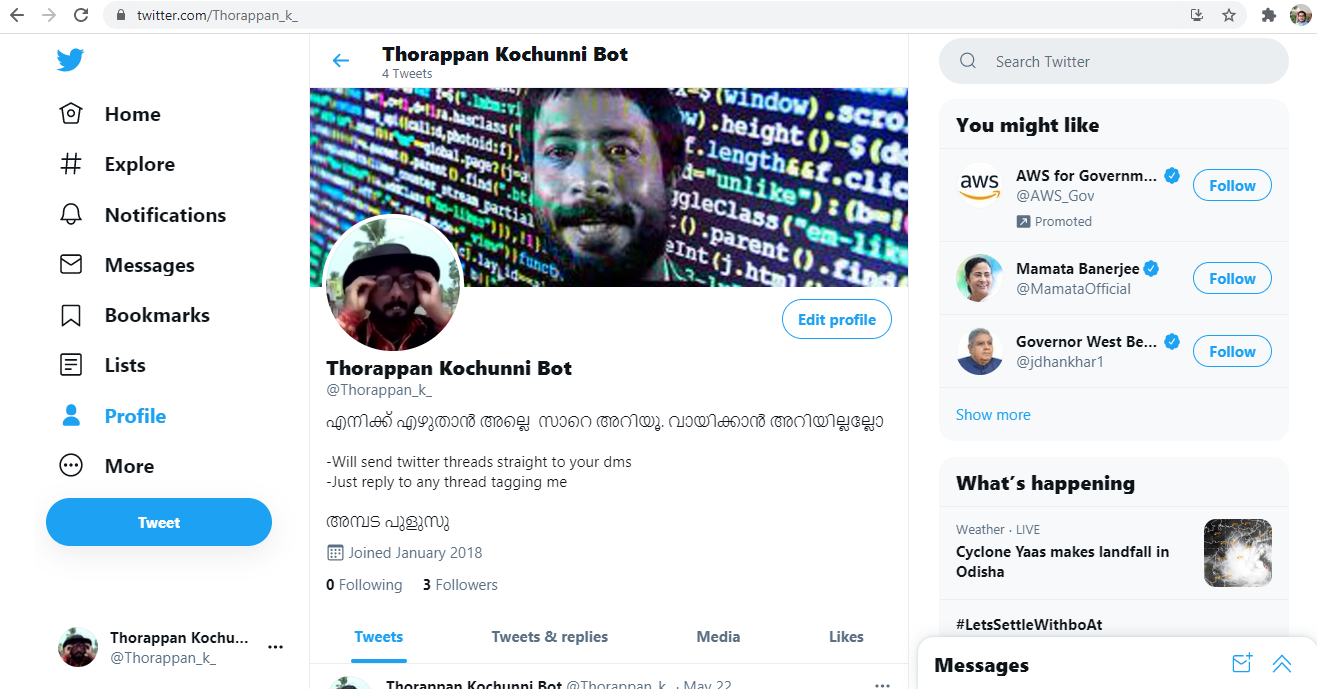 twitter.com/Thorappan_k_
Home
Explore
Notifications
Messages
Bookmarks
Lists
Profile
More
Tweet
Thorappan Kochu...
@Thorappan_k_
Thorappan Kochunni Bot
4 Tweets
(window).scro
.height()-$(do
f.length&&f.clic
d="unlike"):(b=!(
ggleClass("em-lik
().parent().find(
eInt(j.htm
Edit profile
Thorappan Kochunni Bot
@Thorappan_k_
എനിക്ക് എഴുതാൻ അല്ലെ സാറെ അറിയൂ. വായിക്കാൻ അറിയില്ലല്ലോ
-Will send twitter threads straight to your dms
-Just reply to any thread tagging me
അമ്പട പുളുസു
Joined January 2018
0 Following 3 Followers
Tweets Tweets & replies Media Likes
Thorappan Kochunni Bot @Thorappan_k_ · May 22
Search Twitter
You might like
aws
AWS for Governm...
@AWS_Gov
Promoted
Follow
Mamata Banerjee
@MamataOfficial
Follow
Governor West Be...
@jdhankhar1
Follow
Show more
What's happening
Weather · LIVE
Cyclone Yaas makes landfall in
Odisha
#LetsSettleWithboAt
Messages